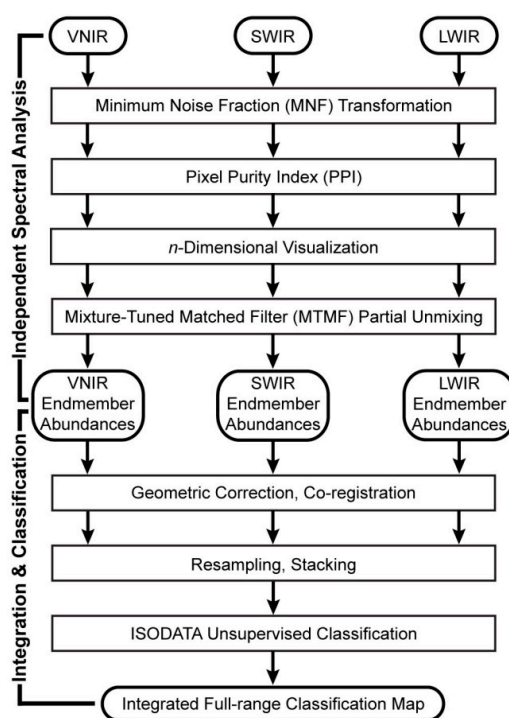 VNIR
SWIR
LWIR
Independent Spectral Analysis
Minimum Noise Fraction (MNF) Transformation
Pixel Purity Index (PPI)
n-Dimensional Visualization
Mixture-Tuned Matched Filter (MTMF) Partial Unmixing
VNIR
Endmember
Abundances
SWIR
Endmember
Abundances
LWIR
Endmember
Abundances
Integration & Classification
Geometric Correction, Co-registration
Resampling, Stacking
ISODATA Unsupervised Classification
Integrated Full-range Classification Map